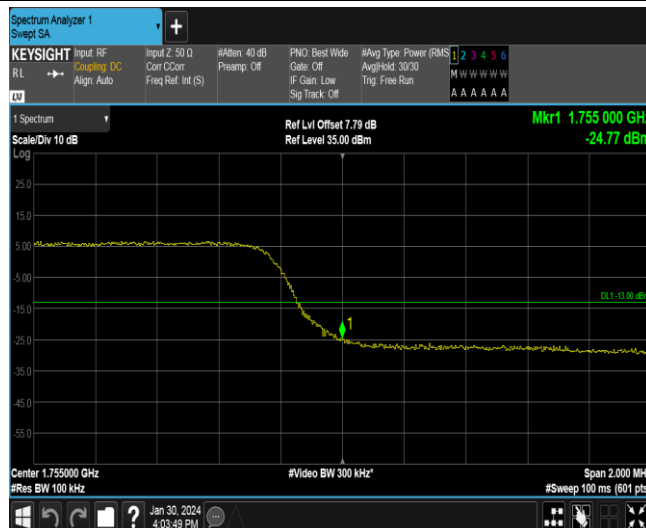 Spectrum Analyzer 1
Swept SA
KEYSIGHT
RL
LXI
Input: RF
Coupling: DC
Align: Auto
Input Z: 50 Ω
Corr CCorr
Freq Ref: Int (S)
#Atten: 40 dB
Preamp: Off
PNO: Best Wide
Gate: Off
IF Gain: Low
Sig Track: Off
#Avg Type: Power (RMS
Avg|Hold: 30/30
Trig: Free Run
1 2 3 4 5 6
M W W W W W
A A A A A A
1 Spectrum
Scale/Div 10 dB
Ref Lvl Offset 7.79 dB
Ref Level 35.00 dBm
Mkr1 1.755 000 GHz
-24.77 dBm
Log
25.0
15.0
5.00
-5.00
DL1 -13.00 dBm
-15.0
1
-25.0
-35.0
-45.0
-55.0
Center 1.755000 GHz
#Video BW 300 kHz*
Span 2.000 MH
#Res BW 100 kHz
#Sweep 100 ms (601 pts
?
Jan 30, 2024
4:03:49 PM